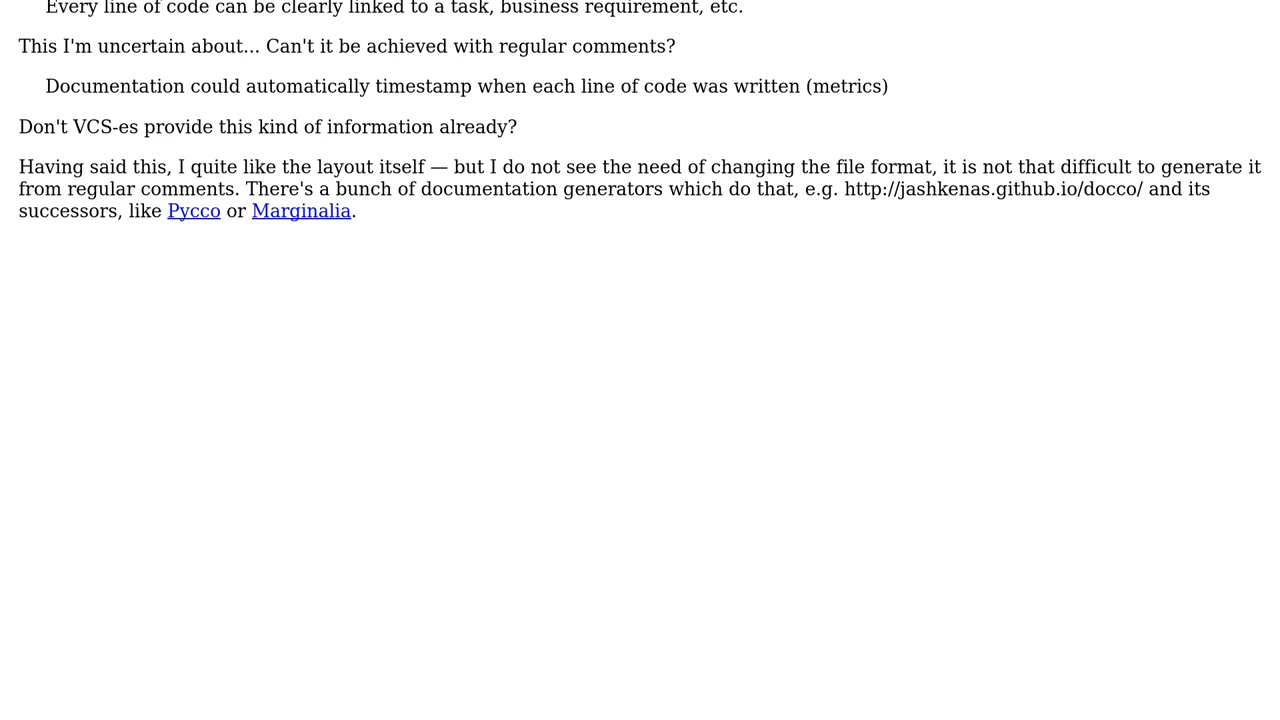 Every line of code can be clearly linked to a task, business requirement, etc.
This I'm uncertain about... Can't it be achieved with regular comments?
Documentation could automatically timestamp when each line of code was written (metrics)
Don't VCS-es provide this kind of information already?
Having said this, I quite like the layout itself — but I do not see the need of changing the file format, it is not that difficult to generate it
from regular comments. There's a bunch of documentation generators which do that, e.g. http://jashkenas.github.io/docco/ and its
successors, like Pycco or Marginalia.